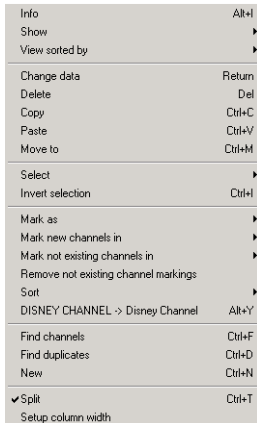 Info Alt+I
Show
View sorted by
Change data Return
Delete Del
Copy Ctrl+C
Paste Ctrl+V
Move to Ctrl+M
Select
Invert selection Ctrl+I
Mark as
Mark new channels in
Mark not existing channels in
Remove not existing channel markings
Sort
DISNEY CHANNEL -> Disney Channel Alt+Y
Find channels Ctrl+F
Find duplicates Ctrl+D
New Ctrl+N
Split Ctrl+T
Setup column width